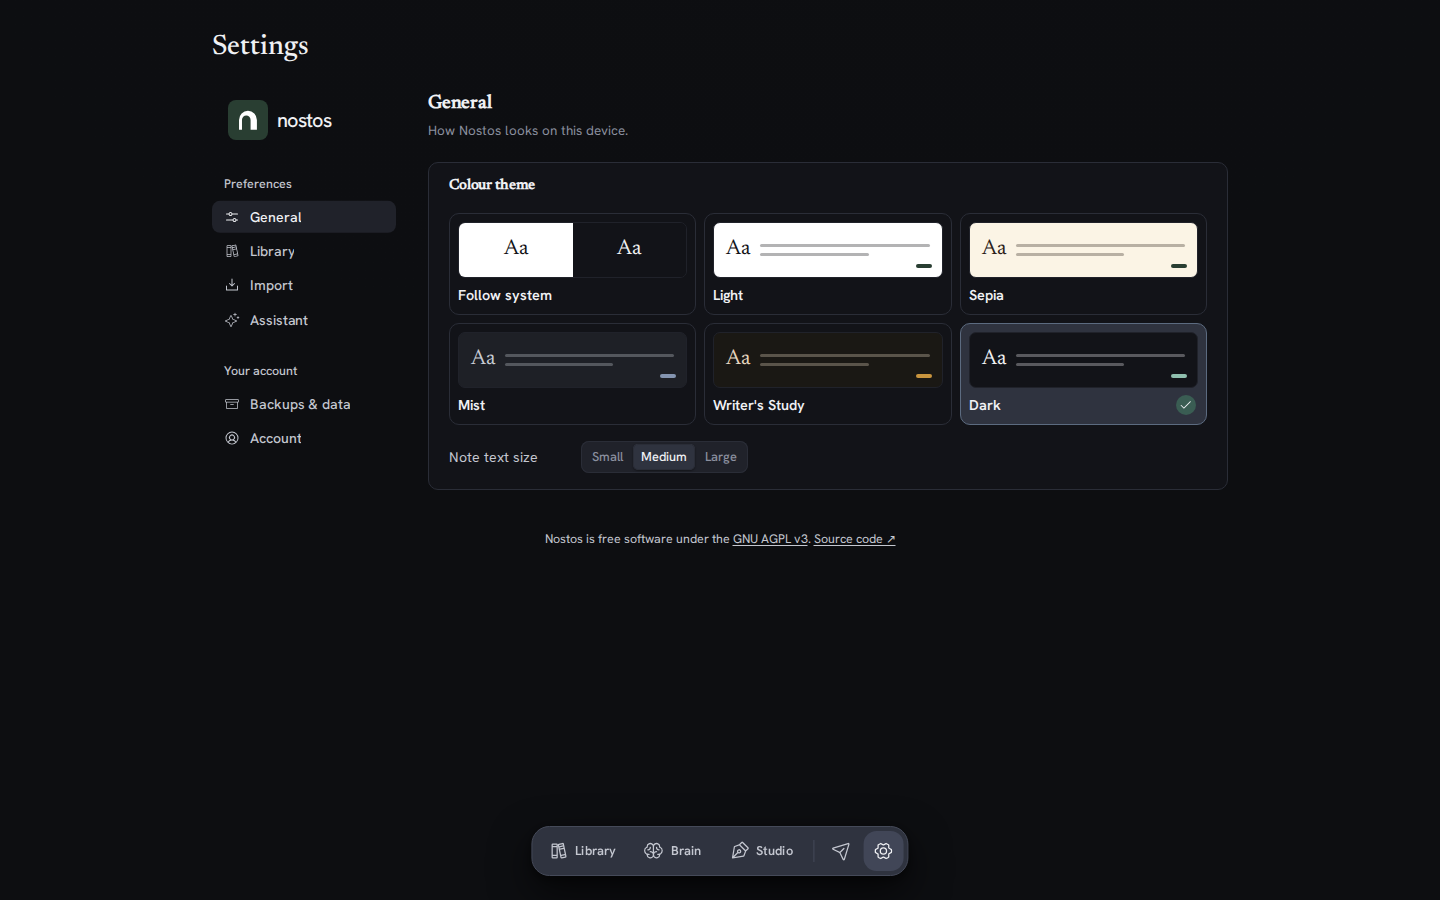 Settings
nostos
Preferences
General
Library
Import
Assistant
Your account
Backups & data
Account
General
How Nostos looks on this device.
Colour theme
Aa Aa
Follow system
Aa
Light
Aa
Sepia
Aa
Mist
Aa
Writer's Study
Aa
Dark
Note text size Small Medium Large
Nostos is free software under the GNU AGPL v3. Source code ↗
Library Brain Studio